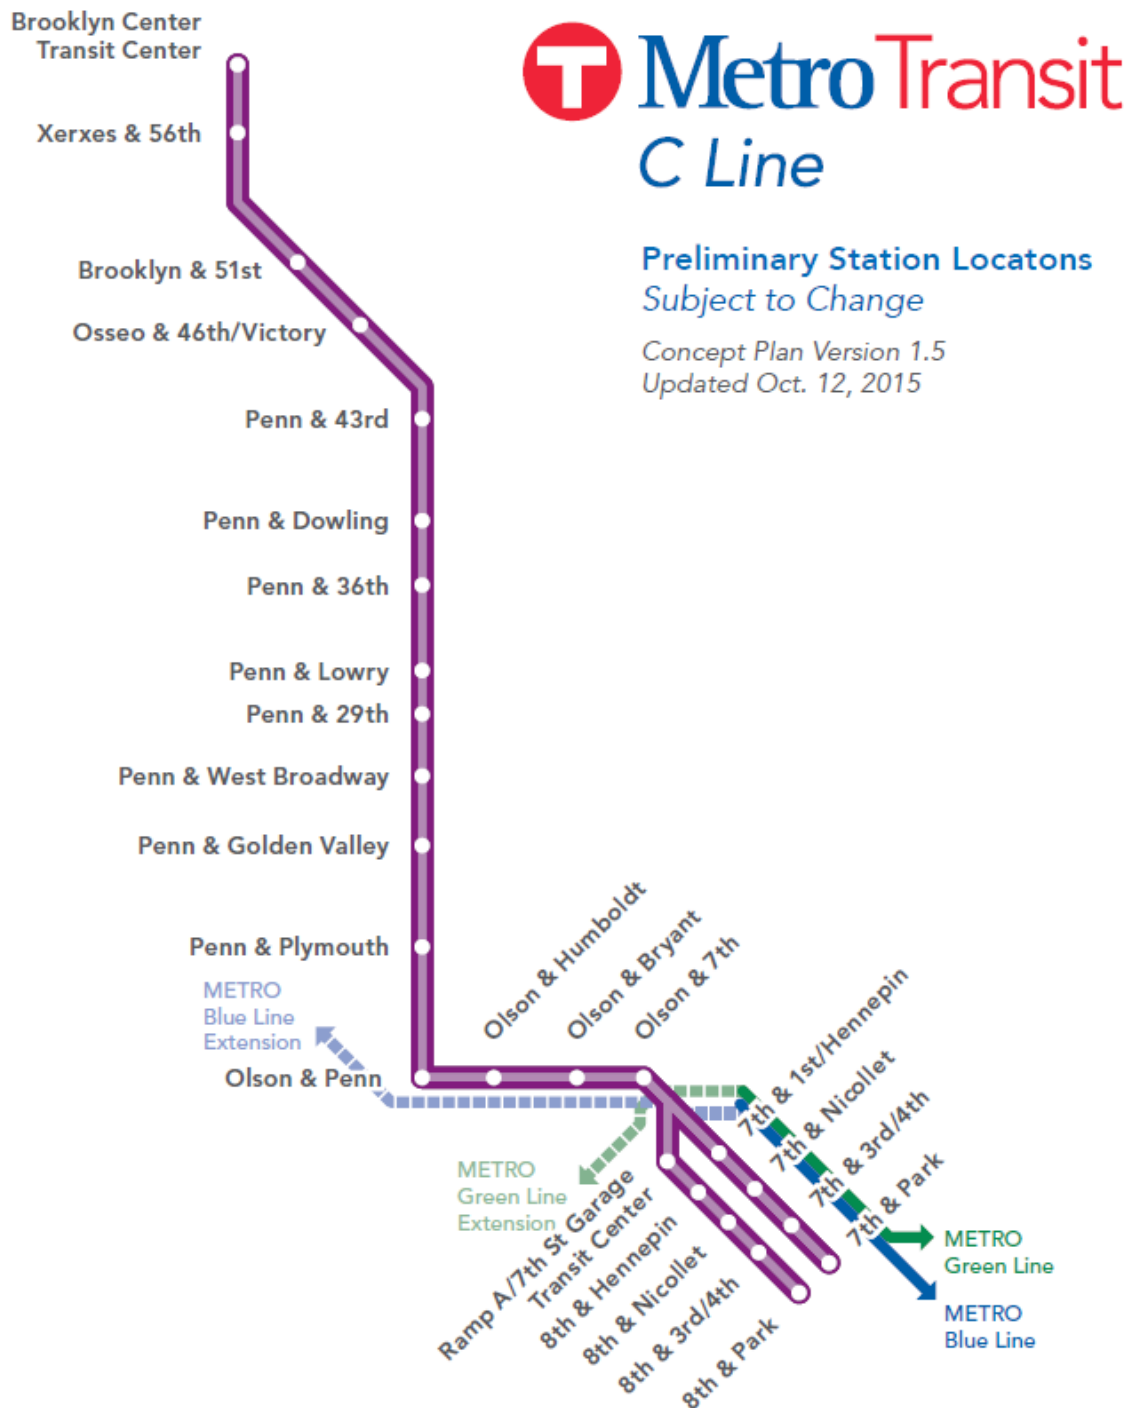 Brooklyn Center
Transit Center
Xerxes & 56th
Brooklyn & 51st
Osseo & 46th/Victory
Penn & 43rd
Penn & Dowling
Penn & 36th
Penn & Lowry
Penn & 29th
Penn & West Broadway
Penn & Golden Valley
Penn & Plymouth
Olson & Penn
T MetroTransit
C Line
Preliminary Station Locatons
Subject to Change
Concept Plan Version 1.5
Updated Oct. 12, 2015
METRO
Blue Line
Extension
Olson & Humboldt
Olson & Bryant
Olson & 7th
7th & 1st/Hennepin
7th & Nicollet
7th & 3rd/4th
7th & Park
METRO
Green Line
Extension
Ramp A/7th St Garage
Transit Center
8th & Hennepin
8th & Nicollet
8th & 3rd/4th
8th & Park
METRO
Green Line
METRO
Blue Line